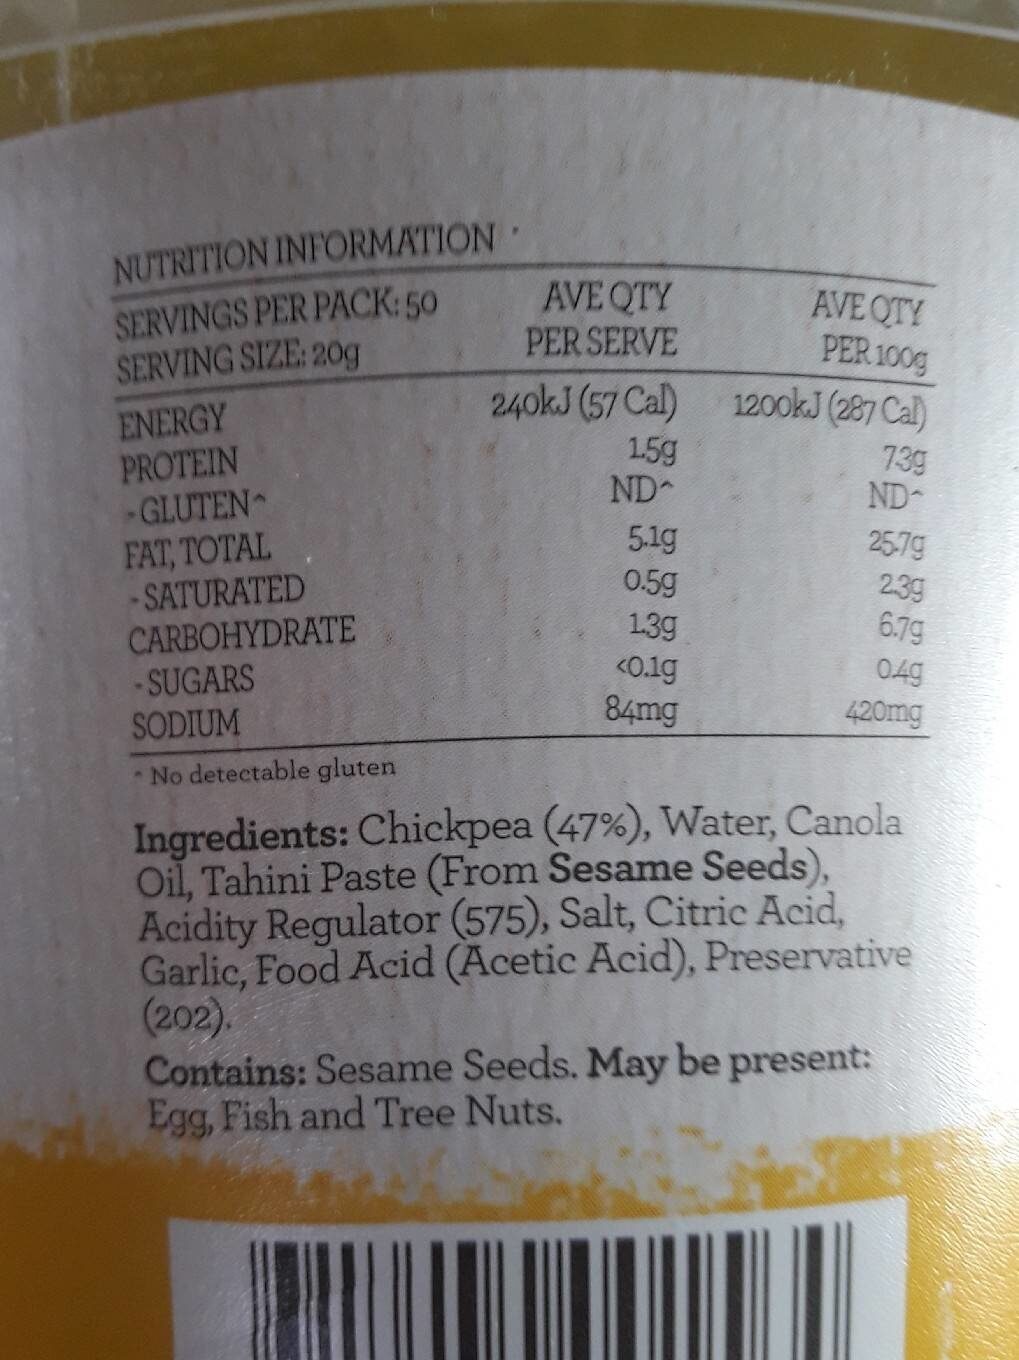 NUTRITION INFORMATION
SERVINGS PER PACK: 50 AVE QTY AVE QTY
SERVING SIZE: 20g PER SERVE PER 100g
ENERGY 240kJ (57 Cal) 1200kJ (287 Cal)
PROTEIN 1.5g 7.3g
- GLUTEN^ ND^ ND^
FAT, TOTAL 5.1g 25.7g
- SATURATED 0.5g 2.3g
CARBOHYDRATE 1.3g 6.7g
- SUGARS <0.1g 0.4g
SODIUM 84mg 420mg
^ No detectable gluten
Ingredients: Chickpea (47%), Water, Canola
Oil, Tahini Paste (From Sesame Seeds),
Acidity Regulator (575), Salt, Citric Acid,
Garlic, Food Acid (Acetic Acid), Preservative
(202).
Contains: Sesame Seeds. May be present:
Egg, Fish and Tree Nuts.